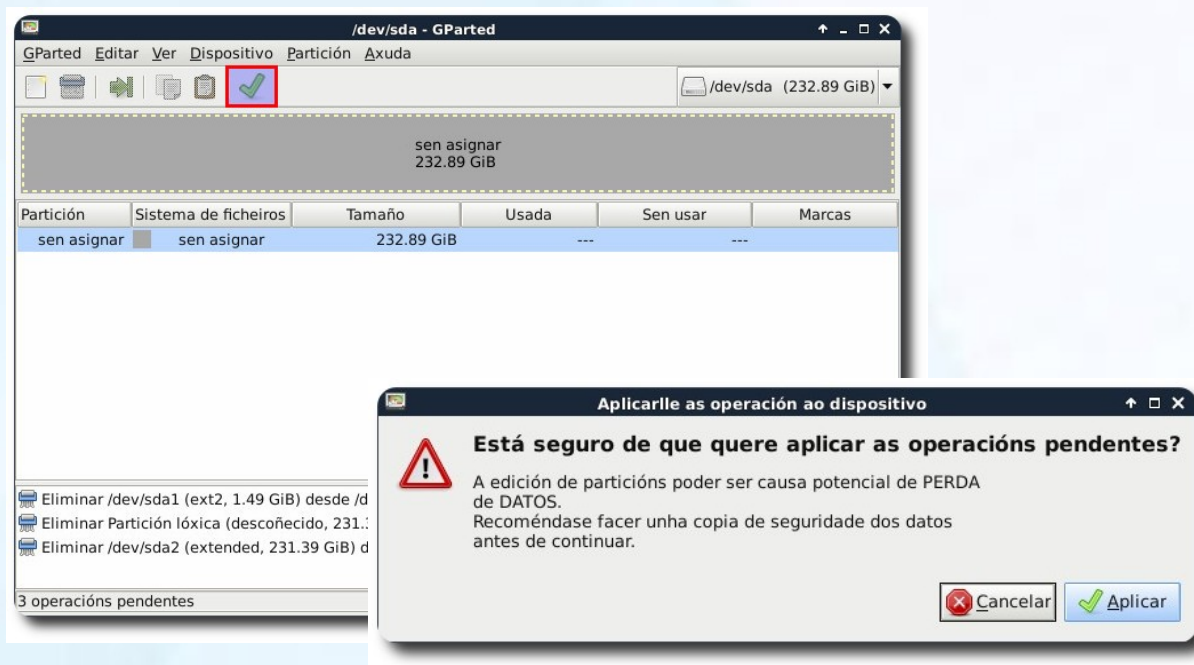 /dev/sda - GParted
GParted Editar Ver Dispositivo Partición Axuda
/dev/sda (232.89 GiB)
sen asignar
232.89 GiB
Partición Sistema de ficheiros Tamaño Usada Sen usar Marcas
sen asignar sen asignar 232.89 GiB --- ---
Eliminar /dev/sda1 (ext2, 1.49 GiB) desde /d
Eliminar Partición lóxica (descoñecido, 231.
Eliminar /dev/sda2 (extended, 231.39 GiB) d
3 operacións pendentes
Aplicarlle as operación ao dispositivo
Está seguro de que quere aplicar as operacións pendentes?
A edición de particións poder ser causa potencial de PERDA
de DATOS.
Recoméndase facer unha copia de seguridade dos datos
antes de continuar.
Cancelar Aplicar